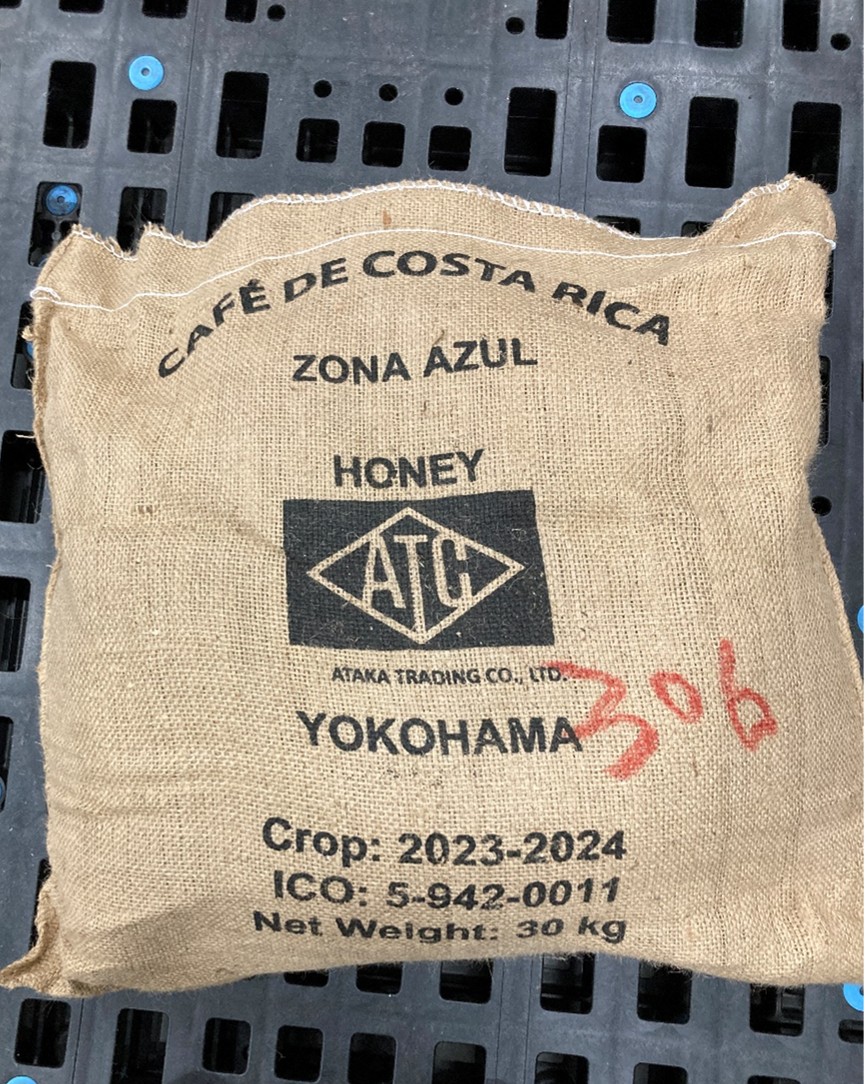 CAFÉ DE COSTA RICA
ZONA AZUL
HONEY
ATC
ATAKA TRADING CO., LTD.
306
YOKOHAMA
Crop: 2023-2024
ICO: 5-942-0011
Net Weight: 30 kg